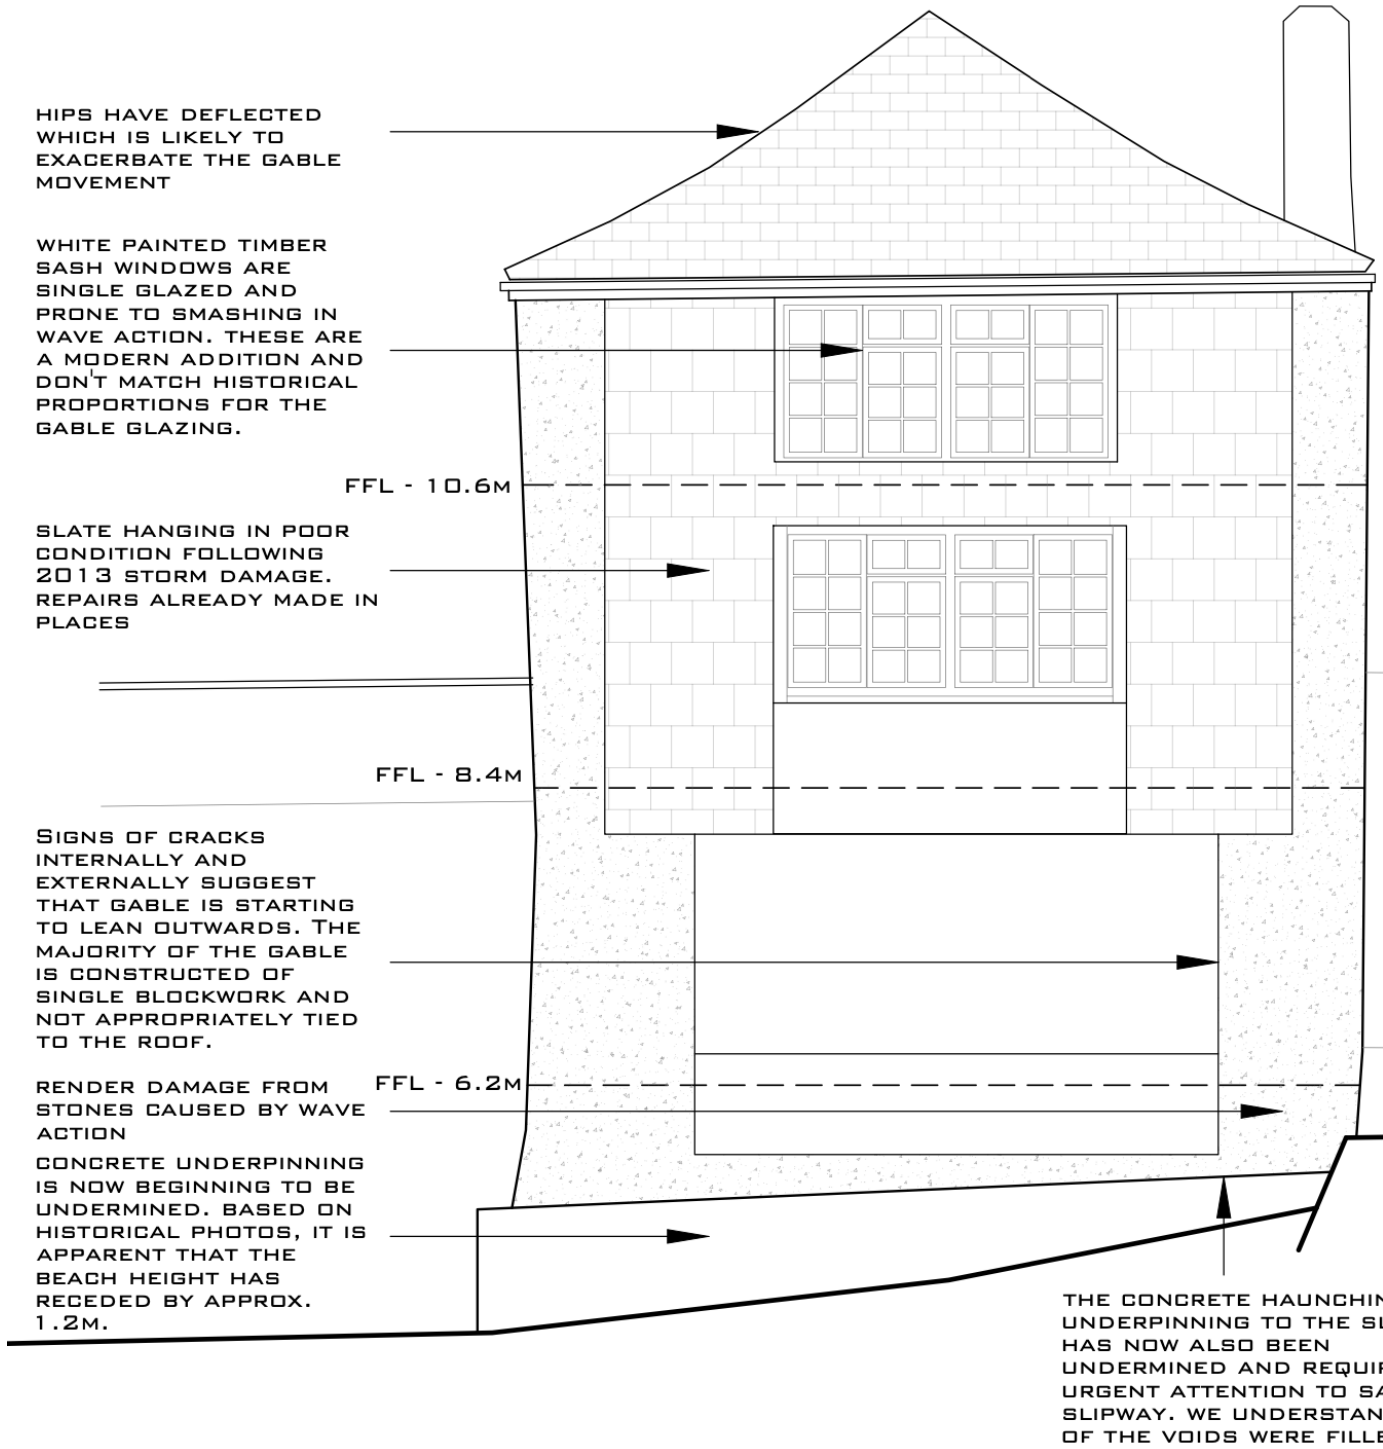 HIPS HAVE DEFLECTED
WHICH IS LIKELY TO
EXACERBATE THE GABLE
MOVEMENT
WHITE PAINTED TIMBER
SASH WINDOWS ARE
SINGLE GLAZED AND
PRONE TO SMASHING IN
WAVE ACTION. THESE ARE
A MODERN ADDITION AND
DON'T MATCH HISTORICAL
PROPORTIONS FOR THE
GABLE GLAZING.
FFL - 10.6M
SLATE HANGING IN POOR
CONDITION FOLLOWING
2013 STORM DAMAGE.
REPAIRS ALREADY MADE IN
PLACES
FFL - 8.4M
SIGNS OF CRACKS
INTERNALLY AND
EXTERNALLY SUGGEST
THAT GABLE IS STARTING
TO LEAN OUTWARDS. THE
MAJORITY OF THE GABLE
IS CONSTRUCTED OF
SINGLE BLOCKWORK AND
NOT APPROPRIATELY TIED
TO THE ROOF.
FFL - 6.2M
RENDER DAMAGE FROM
STONES CAUSED BY WAVE
ACTION
CONCRETE UNDERPINNING
IS NOW BEGINNING TO BE
UNDERMINED. BASED ON
HISTORICAL PHOTOS, IT IS
APPARENT THAT THE
BEACH HEIGHT HAS
RECEDED BY APPROX.
1.2M.
THE CONCRETE
UNDERPINNING TO THE
HAS NOW ALSO BEEN
UNDERMINED AND
URGENT ATTENTION TO
SLIPWAY. WE
OF THE VOIDS WERE